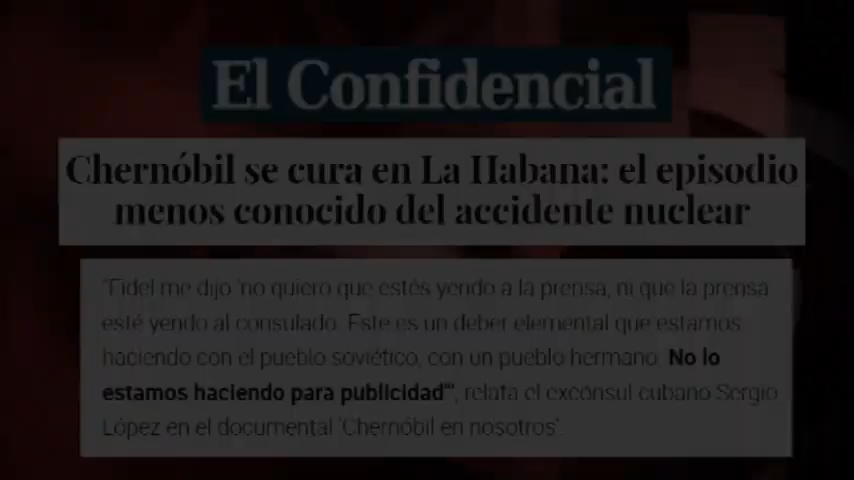 El Confidencial
Chernóbil se cura en La Habana: el episodio
menos conocido del accidente nuclear
"Fidel me dijo 'no quiero que estés yendo a la prensa, ni que la prensa
esté yendo al consulado. Este es un deber elemental que estamos
haciendo con el pueblo soviético, con un pueblo hermano. No lo
estamos haciendo para publicidad'", relata el excónsul cubano Sergio
López en el documental 'Chernóbil en nosotros'.